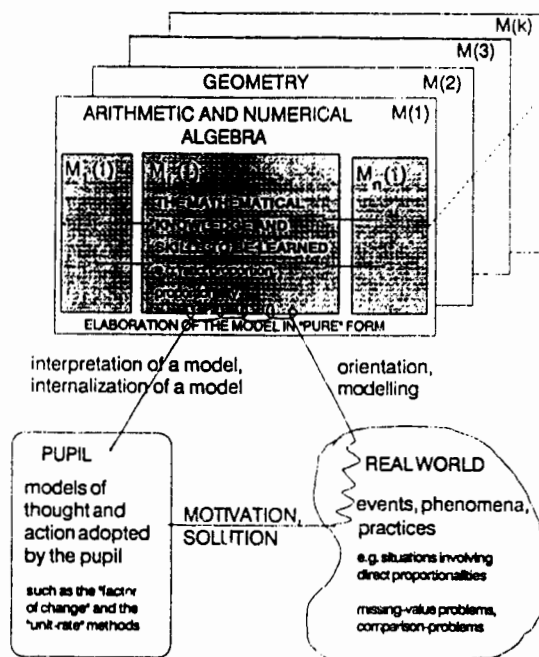 M(k)
M(3)
GEOMETRY M(2)
ARITHMETIC AND NUMERICAL M(1)
ALGEBRA
M₁(i) M (i) Mₙ(i)
THE MATHEMATICAL
KNOWLEDGE AND
SKILLS TO BE LEARNED
e.g. proportion,
ELABORATION OF THE MODEL IN "PURE" FORM
interpretation of a model,
internalization of a model
orientation,
modelling
PUPIL
models of
thought and
action adopted
by the pupil
such as the "factor
of change" and the
"unit-rate" methods
MOTIVATION,
SOLUTION
REAL WORLD
events, phenomena,
practices
e.g. situations involving
direct proportionalities
missing-value problems,
comparison-problems